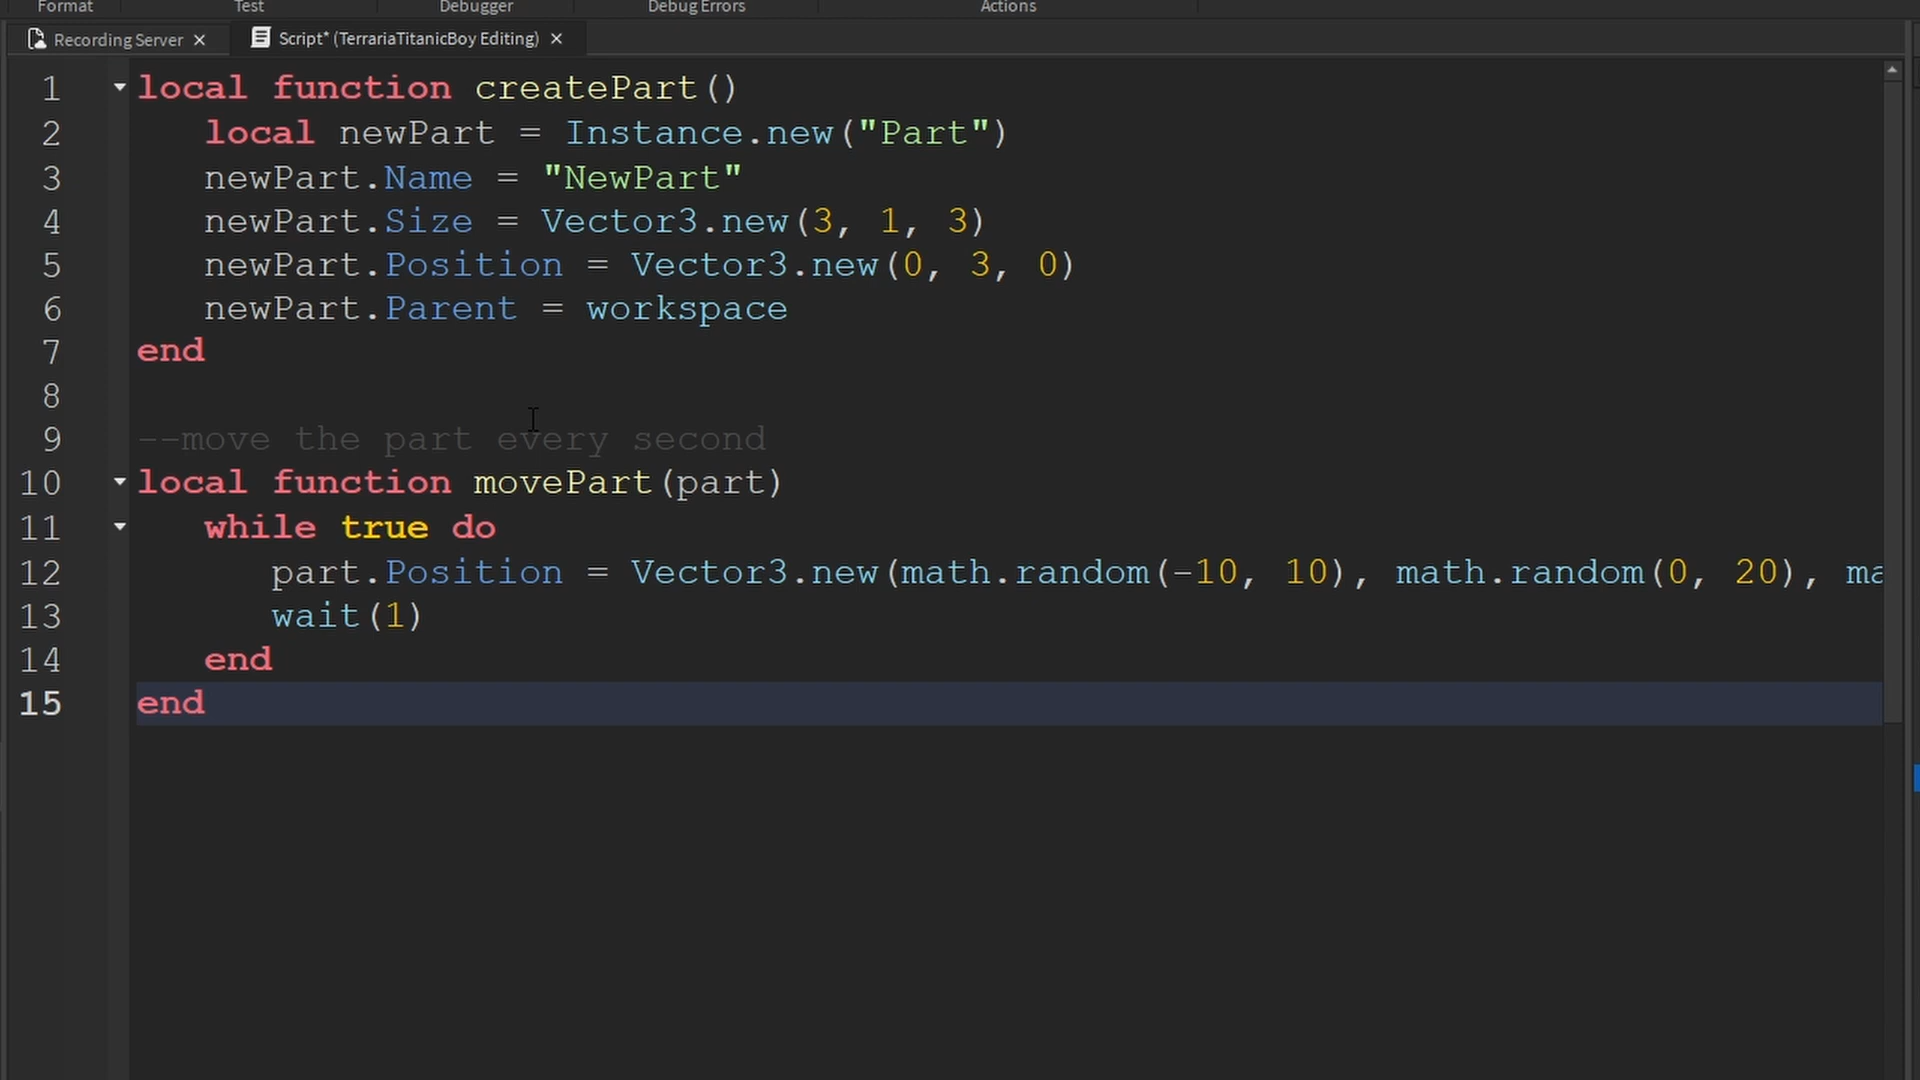 Format Test Debugger Debug Errors Actions
Recording Server × Script* (TerrariaTitanicBoy Editing) ×
1 local function createPart()
2 local newPart = Instance.new("Part")
3 newPart.Name = "NewPart"
4 newPart.Size = Vector3.new(3, 1, 3)
5 newPart.Position = Vector3.new(0, 3, 0)
6 newPart.Parent = workspace
7 end
8
9 --move the part every second
10 local function movePart(part)
11 while true do
12 part.Position = Vector3.new(math.random(-10, 10), math.random(0, 20), ma
13 wait(1)
14 end
15 end